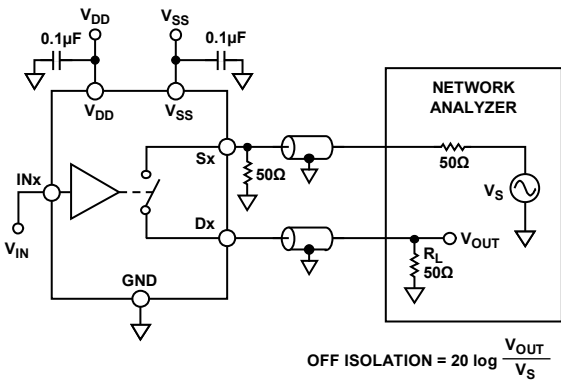 VDD
VSS
0.1µF
0.1µF
VDD
VSS
NETWORK
ANALYZER
Sx
50Ω
50Ω
INx
VS
VIN
Dx
VOUT
RL
50Ω
GND
OFF ISOLATION = 20 log VOUT
VS